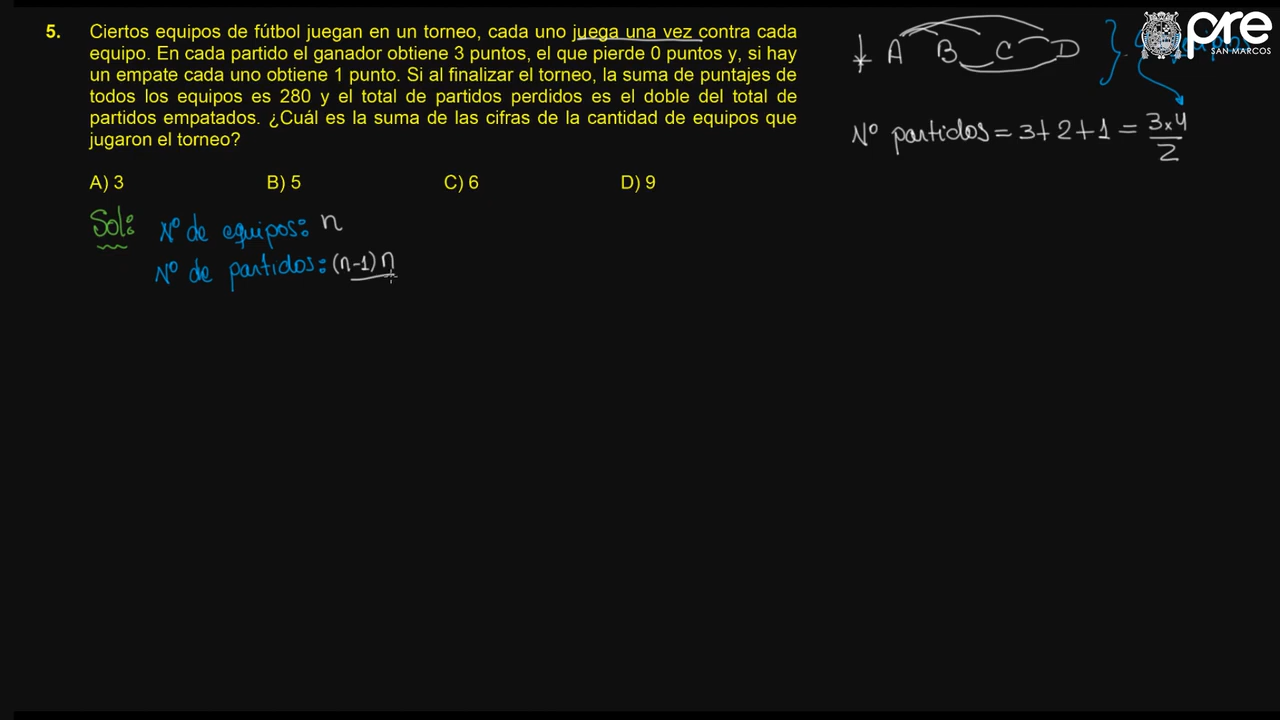 5. Ciertos equipos de fútbol juegan en un torneo, cada uno juega una vez contra cada
equipo. En cada partido el ganador obtiene 3 puntos, el que pierde 0 puntos y, si hay
un empate cada uno obtiene 1 punto. Si al finalizar el torneo, la suma de puntajes de
todos los equipos es 280 y el total de partidos perdidos es el doble del total de
partidos empatados. ¿Cuál es la suma de las cifras de la cantidad de equipos que
jugaron el torneo?
A) 3 B) 5 C) 6 D) 9
Sol: Nº de equipos: n
Nº de partidos: (n-1)n
A B C D
Nº partidos = 3+2+1 = 3x4
2
pre
SAN MARCOS